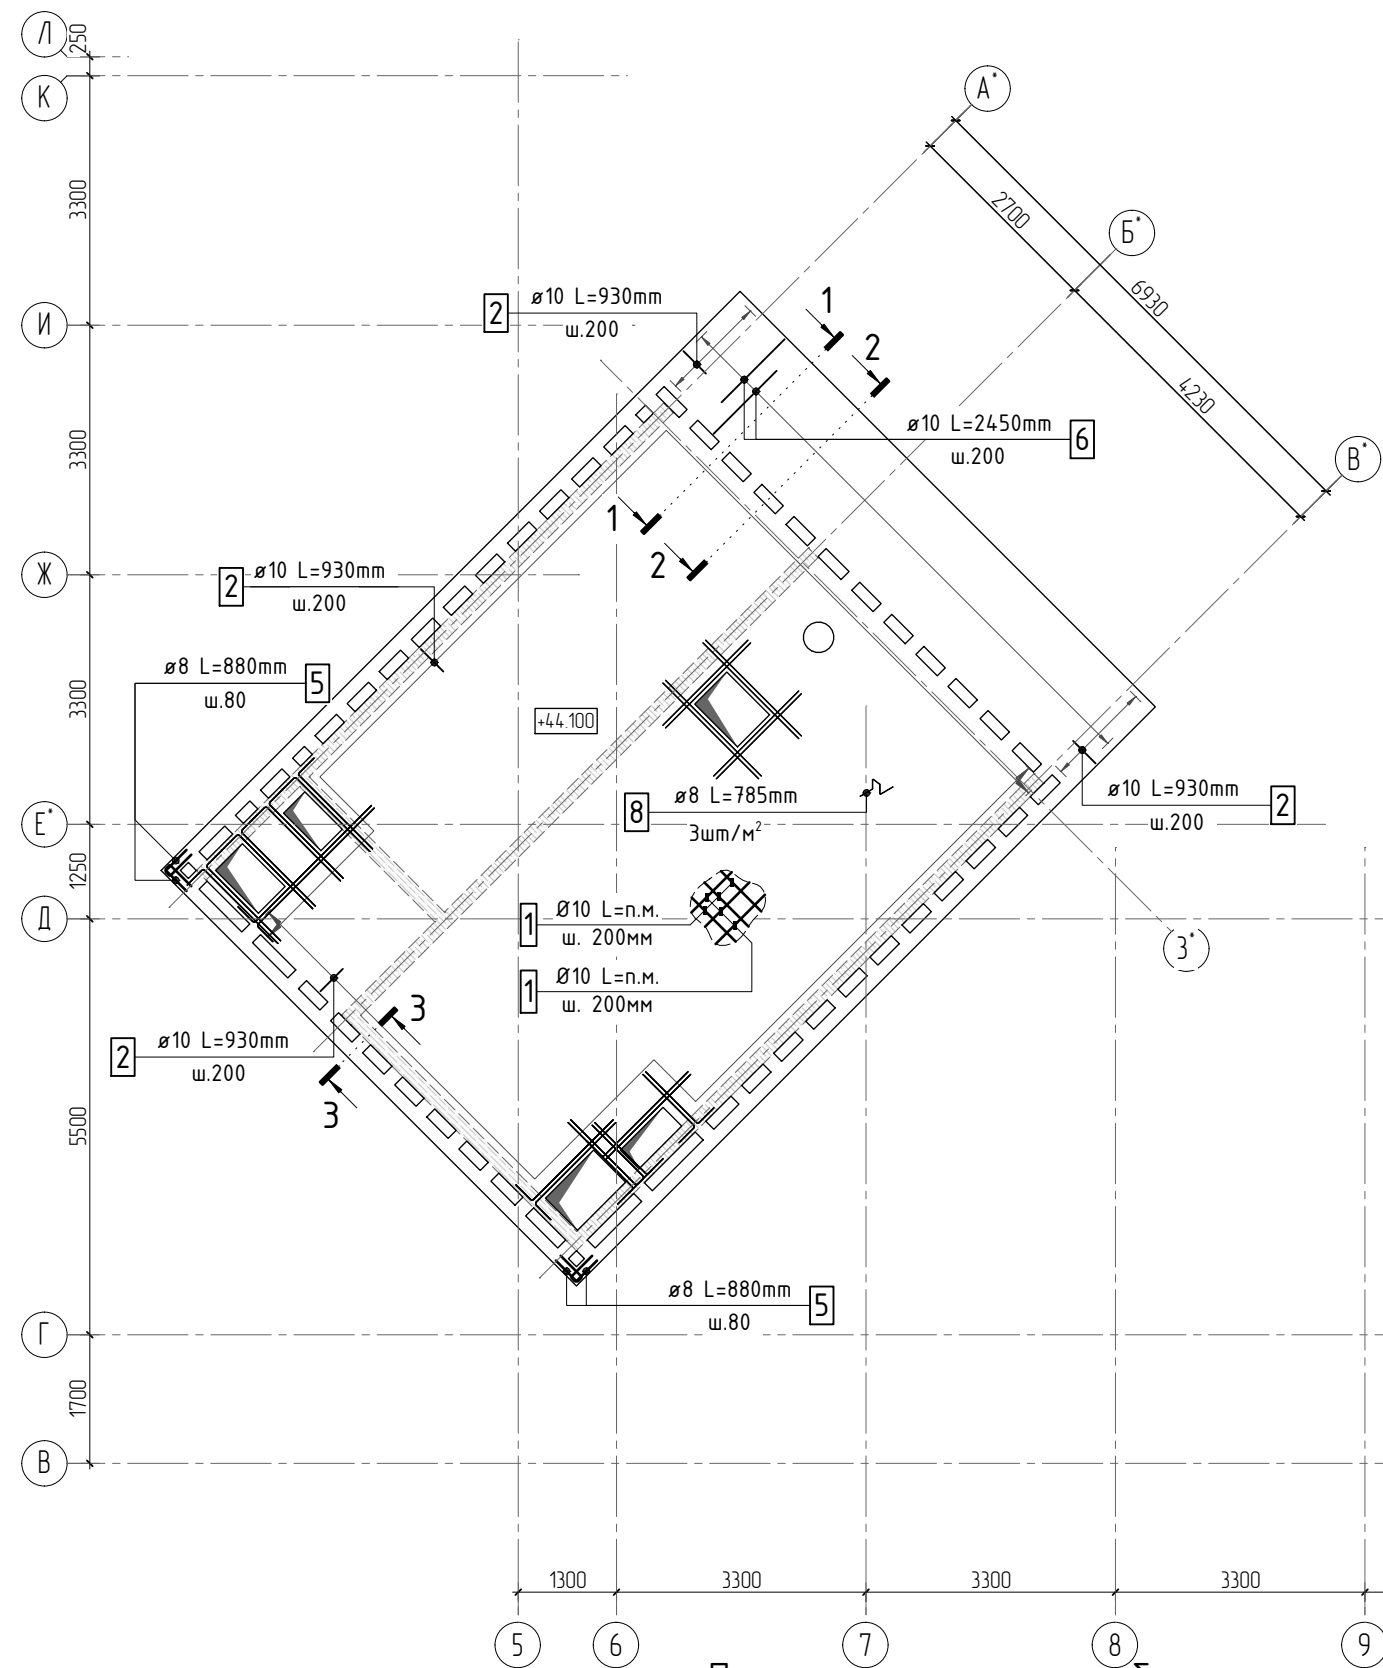 Л
250
К
А*
3300
2700
Б*
6930
ø10 L=930mm
2
ш.200
1
И
2
4230
3300
ø10 L=2450mm
6
ш.200
В*
1
2
Ж
ø10 L=930mm
2
ш.200
ø8 L=880mm
5
ш.80
3300
+44.100
ø8 L=785mm
8
3шт/м²
ø10 L=930mm
2
ш.200
Е*
1250
Д
Ø10 L=п.м.
1
ш. 200мм
З*
Ø10 L=п.м.
1
ш. 200мм
3
ø10 L=930mm
2
ш.200
3
5500
ø8 L=880mm
5
ш.80
Г
1700
В
1300
3300
3300
3300
5
6
7
8
9